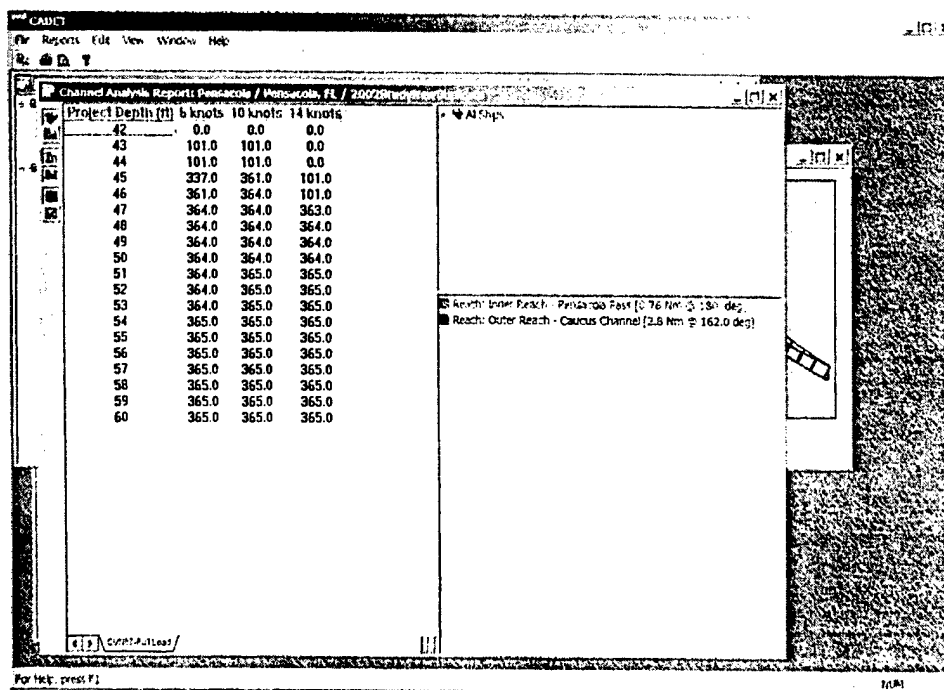 CADET
File Reports Edit View Window Help
Channel Analysis Report: Pensacola / Pensacola, FL /
Project Depth (ft) 6 knots 10 knots 14 knots
42 0.0 0.0 0.0
43 101.0 101.0 0.0
44 101.0 101.0 0.0
45 337.0 361.0 101.0
46 361.0 364.0 101.0
47 364.0 364.0 363.0
48 364.0 364.0 364.0
49 364.0 364.0 364.0
50 364.0 364.0 364.0
51 364.0 365.0 365.0
52 364.0 365.0 365.0
53 364.0 365.0 365.0
54 365.0 365.0 365.0
55 365.0 365.0 365.0
56 365.0 365.0 365.0
57 365.0 365.0 365.0
58 365.0 365.0 365.0
59 365.0 365.0 365.0
60 365.0 365.0 365.0
All Ships
Reach: Inner Reach - Pensacola Pass [0.76 Nm @ 180. deg]
Reach: Outer Reach - Caucus Channel [2.8 Nm @ 162.0 deg]
For Help, press F1
NUM